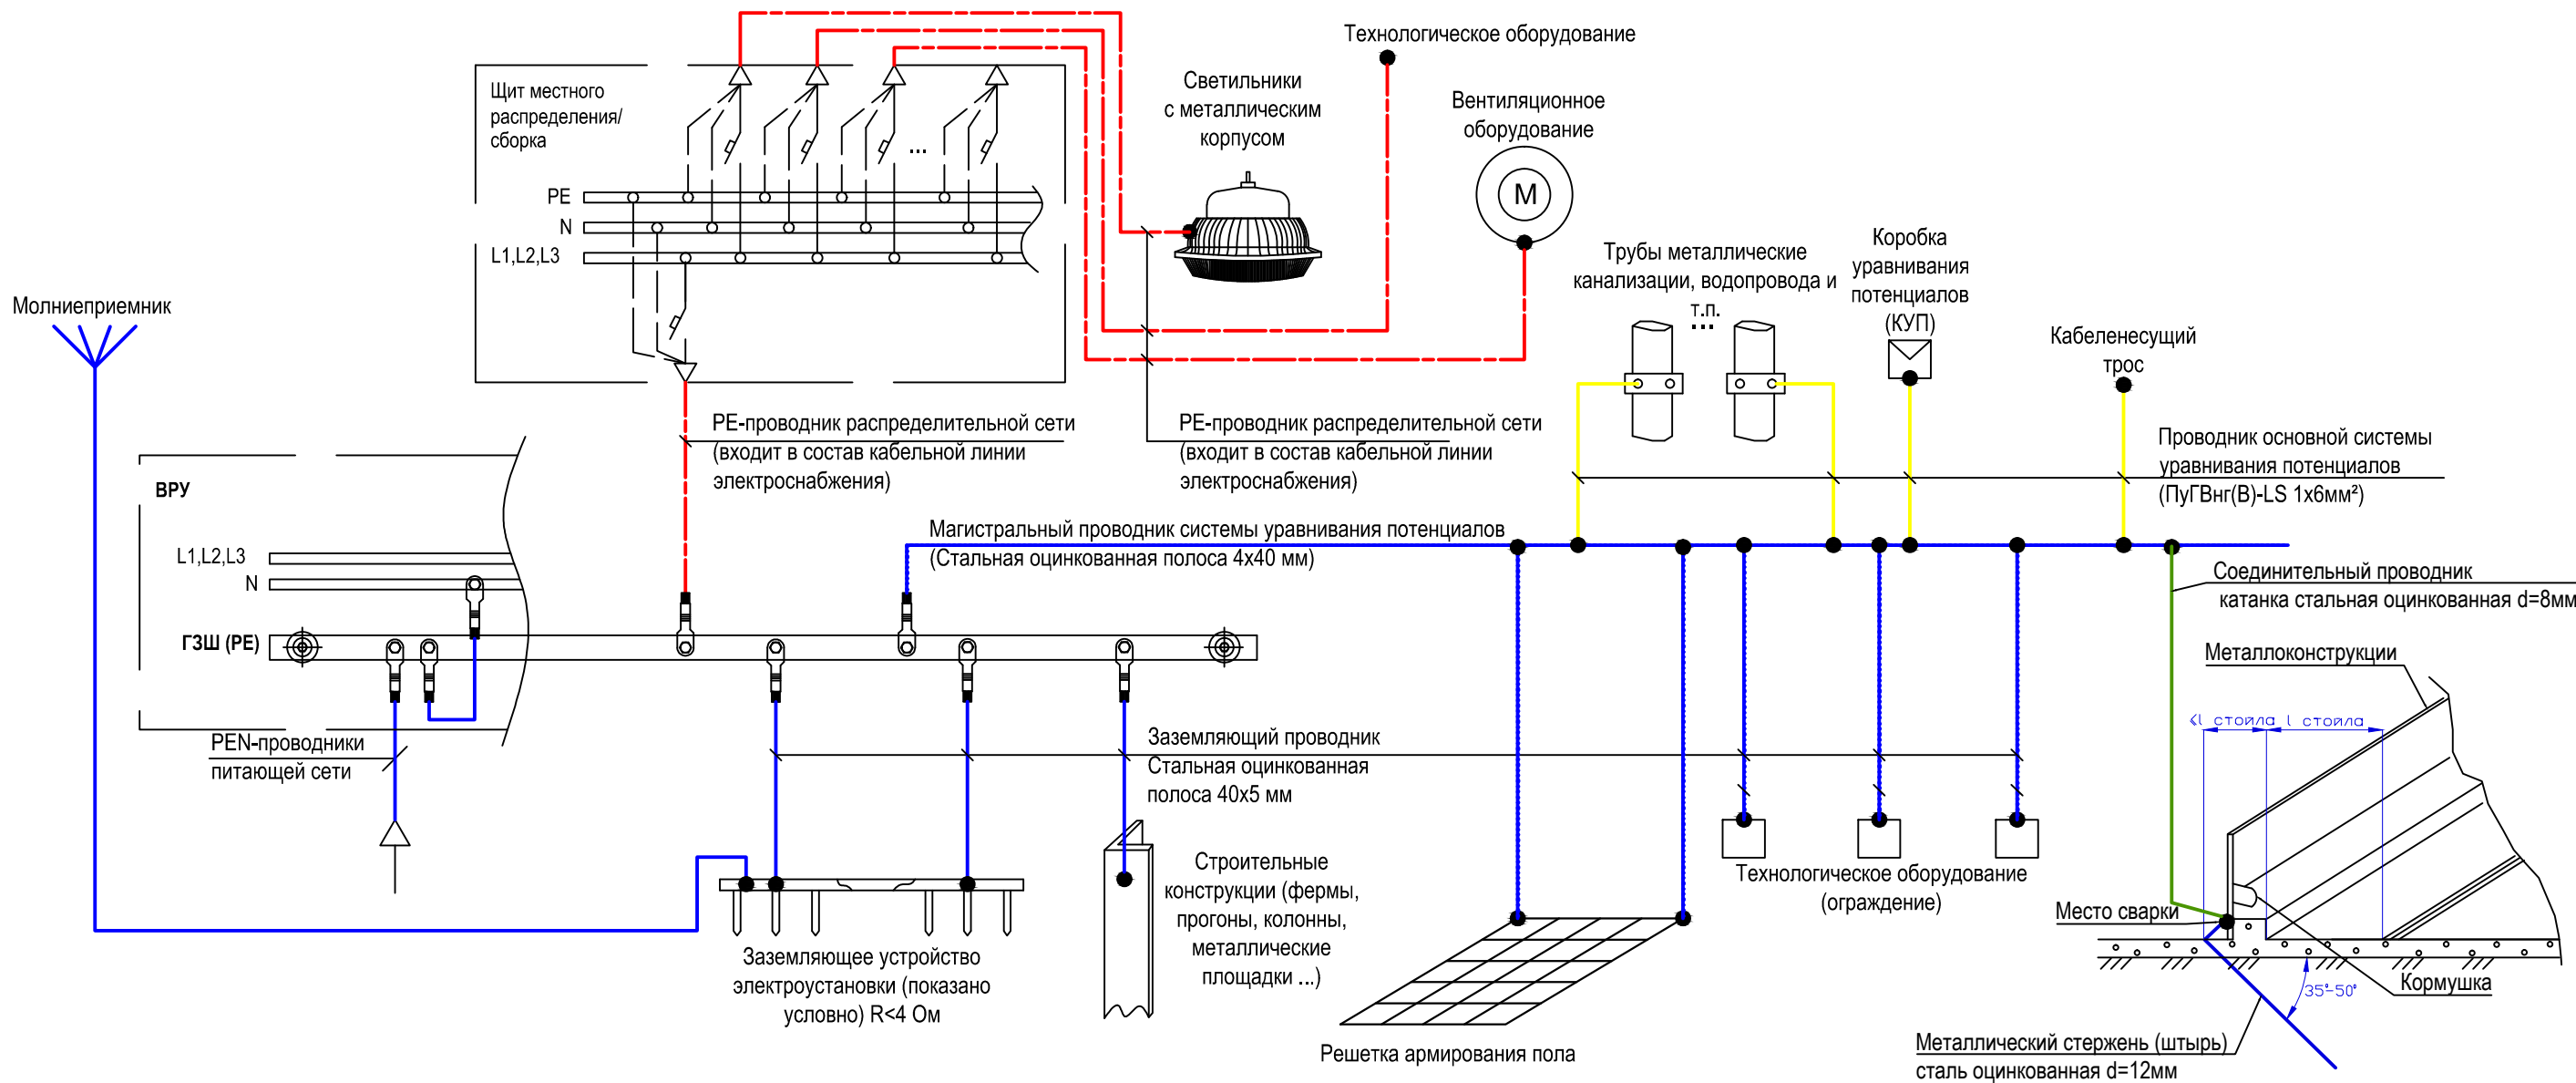 Технологическое оборудование
Светильники
с металлическим
корпусом
Вентиляционное
оборудование
M
Щит местного
распределения/
сборка
...
PE
N
L1,L2,L3
Трубы металлические
канализации, водопровода и
т.п.
...
Коробка
уравнивания
потенциалов
(КУП)
Кабеленесущий
трос
Молниеприемник
PE-проводник распределительной сети
(входит в состав кабельной линии
электроснабжения)
PE-проводник распределительной сети
(входит в состав кабельной линии
электроснабжения)
Проводник основной системы
уравнивания потенциалов
(ПуГВнг(В)-LS 1х6мм²)
ВРУ
L1,L2,L3
N
ГЗШ (PE)
Магистральный проводник системы уравнивания потенциалов
(Стальная оцинкованная полоса 4х40 мм)
Соединительный проводник
катанка стальная оцинкованная d=8мм
Металлоконструкции
≤l стойла
l стойла
PEN-проводники
питающей сети
Заземляющий проводник
Стальная оцинкованная
полоса 40х5 мм
Строительные
конструкции (фермы,
прогоны, колонны,
металлические
площадки ...)
Технологическое оборудование
(ограждение)
Место сварки
Заземляющее устройство
электроустановки (показано
условно) R<4 Ом
Кормушка
35°-50°
Решетка армирования пола
Металлический стержень (штырь)
сталь оцинкованная d=12мм